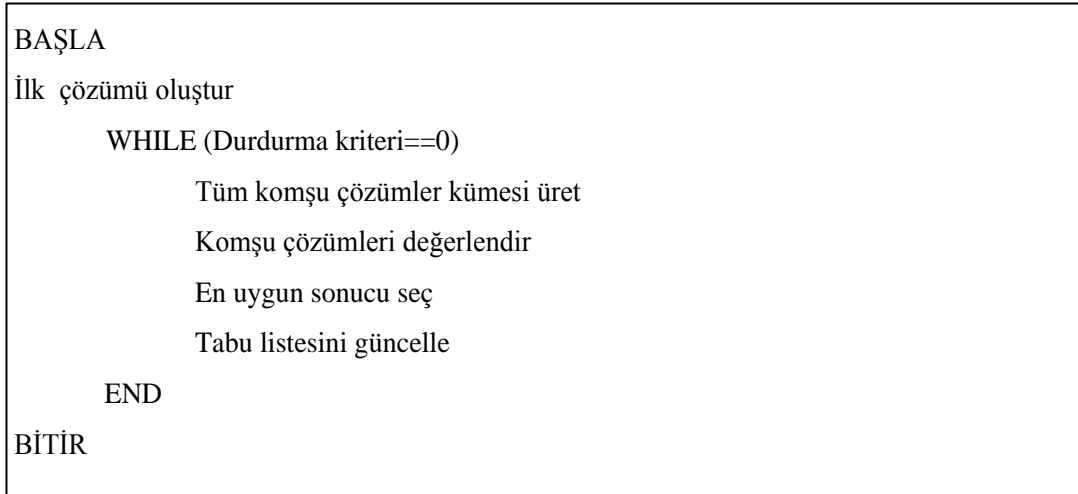 BAŞLA
İlk çözümü oluştur
WHILE (Durdurma kriteri==0)
Tüm komşu çözümler kümesi üret
Komşu çözümleri değerlendir
En uygun sonucu seç
Tabu listesini güncelle
END
BİTİR